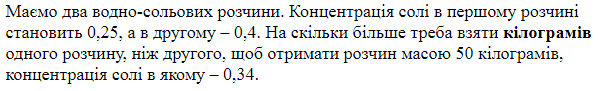 Маємо два водно-сольових розчини. Концентрація солі в першому розчині
становить 0,25, а в другому – 0,4. На скільки більше треба взяти кілограмів
одного розчину, ніж другого, щоб отримати розчин масою 50 кілограмів,
концентрація солі в якому – 0,34.